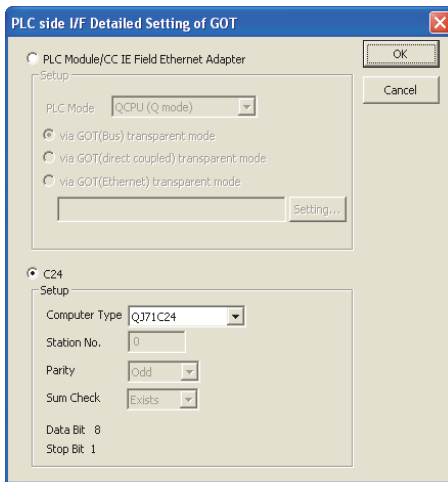 PLC side I/F Detailed Setting of GOT
PLC Module/CC IE Field Ethernet Adapter
OK
Cancel
Setup
PLC Mode QCPU (Q mode)
via GOT(Bus) transparent mode
via GOT(direct coupled) transparent mode
via GOT(Ethernet) transparent mode
Setting...
C24
Setup
Computer Type QJ71C24
Station No. 0
Parity Odd
Sum Check Exists
Data Bit 8
Stop Bit 1